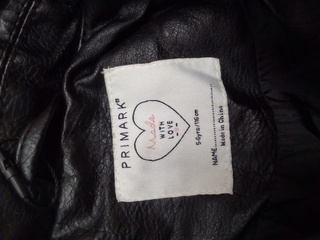 PRIMARK®
Made
WITH
LOVE
5-6yrs/116cm
NAME
Made in China